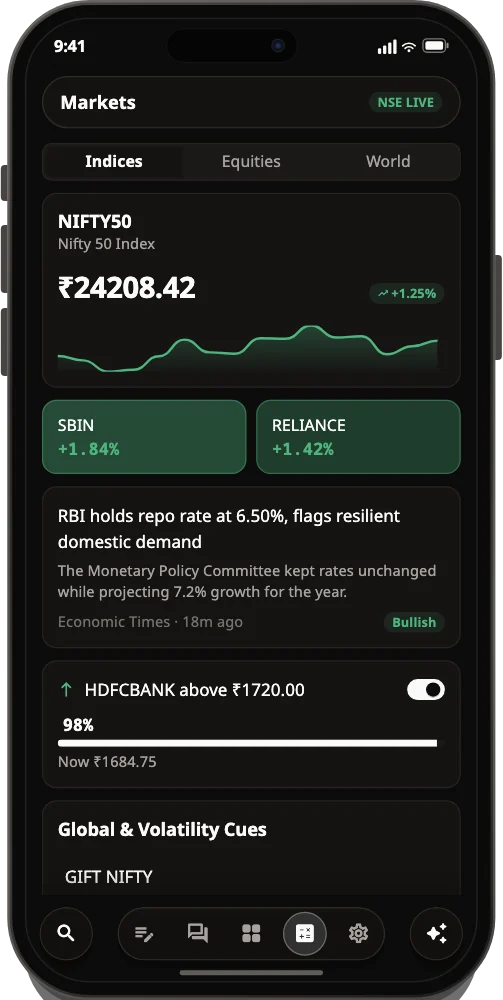 9:41
Markets
NSE LIVE
Indices
Equities
World
NIFTY50
Nifty 50 Index
₹24208.42
+1.25%
SBIN
+1.84%
RELIANCE
+1.42%
RBI holds repo rate at 6.50%, flags resilient
domestic demand
The Monetary Policy Committee kept rates unchanged
while projecting 7.2% growth for the year.
Economic Times · 18m ago
Bullish
↑ HDFCBANK above ₹1720.00
98%
Now ₹1684.75
Global & Volatility Cues
GIFT NIFTY